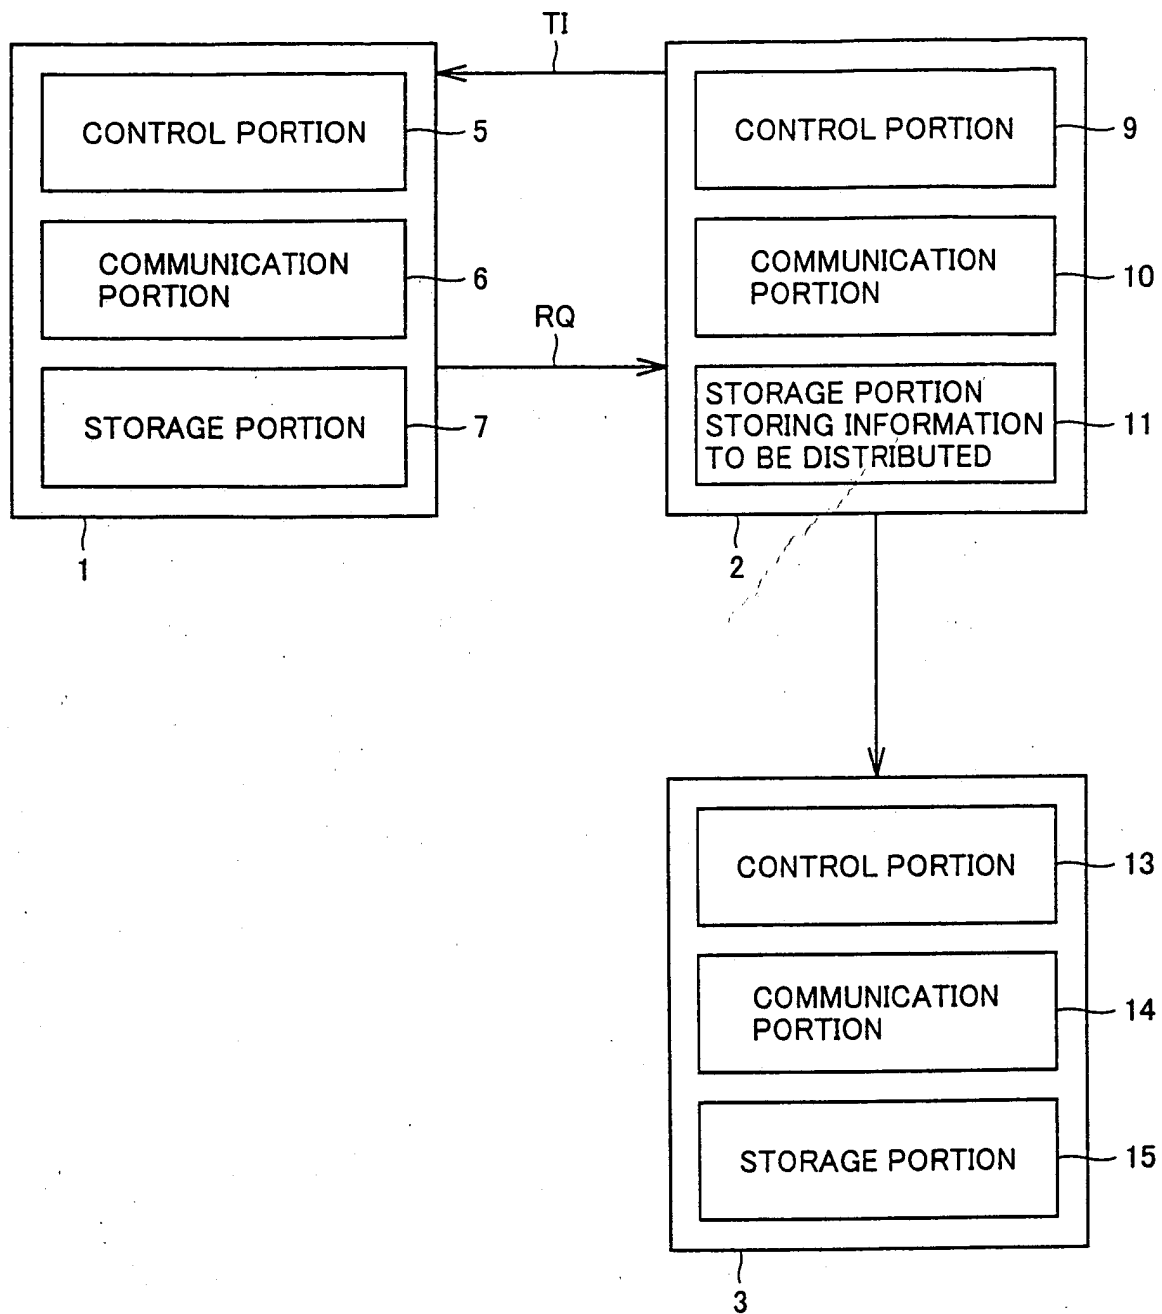 TI
CONTROL PORTION
5
COMMUNICATION
PORTION
6
STORAGE PORTION
7
1
RQ
CONTROL PORTION
9
COMMUNICATION
PORTION
10
STORAGE PORTION
STORING INFORMATION
TO BE DISTRIBUTED
11
2
CONTROL PORTION
13
COMMUNICATION
PORTION
14
STORAGE PORTION
15
3